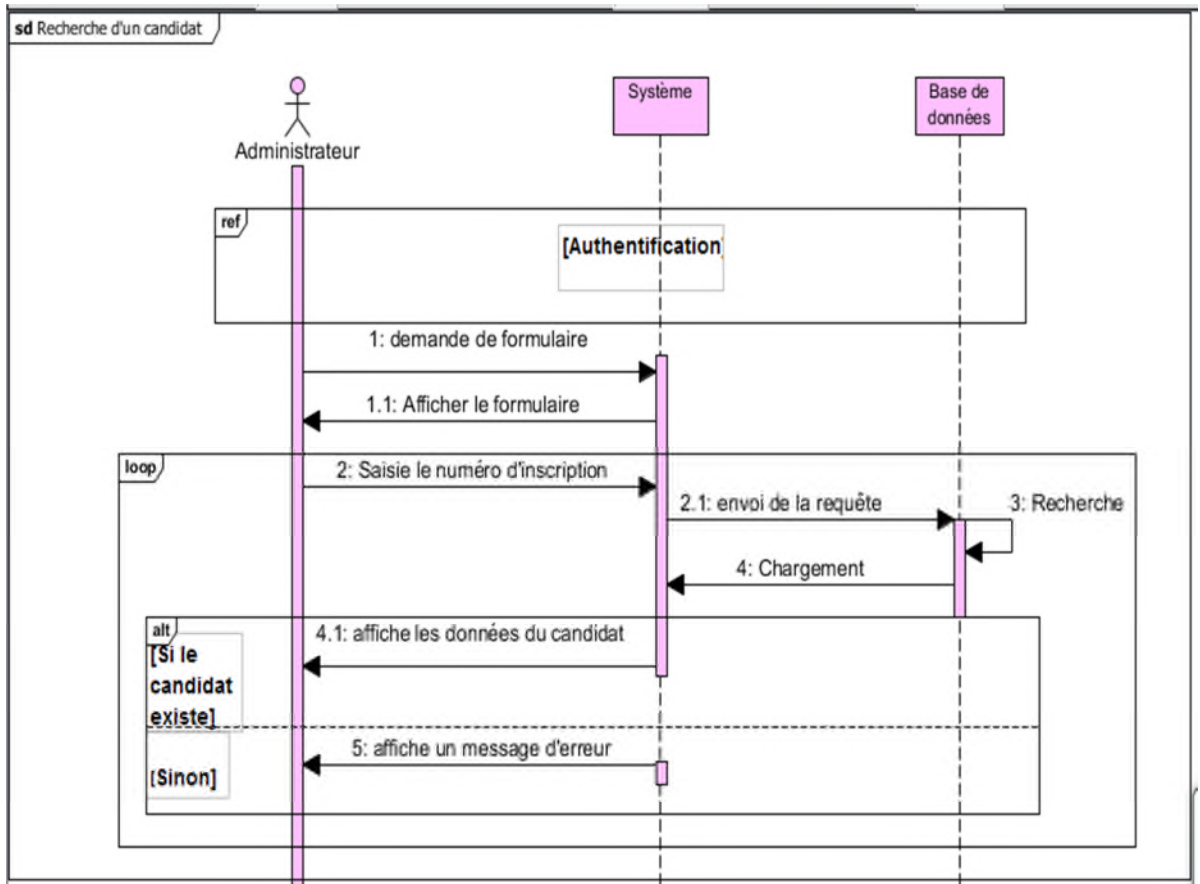 sd Recherche d'un candidat
Administrateur
Système
Base de
données
ref
[Authentification]
1: demande de formulaire
1.1: Afficher le formulaire
loop
2: Saisie le numéro d'inscription
2.1: envoi de la requête
3: Recherche
4: Chargement
alt
[Si le
candidat
existe]
4.1: affiche les données du candidat
5: affiche un message d'erreur
[Sinon]